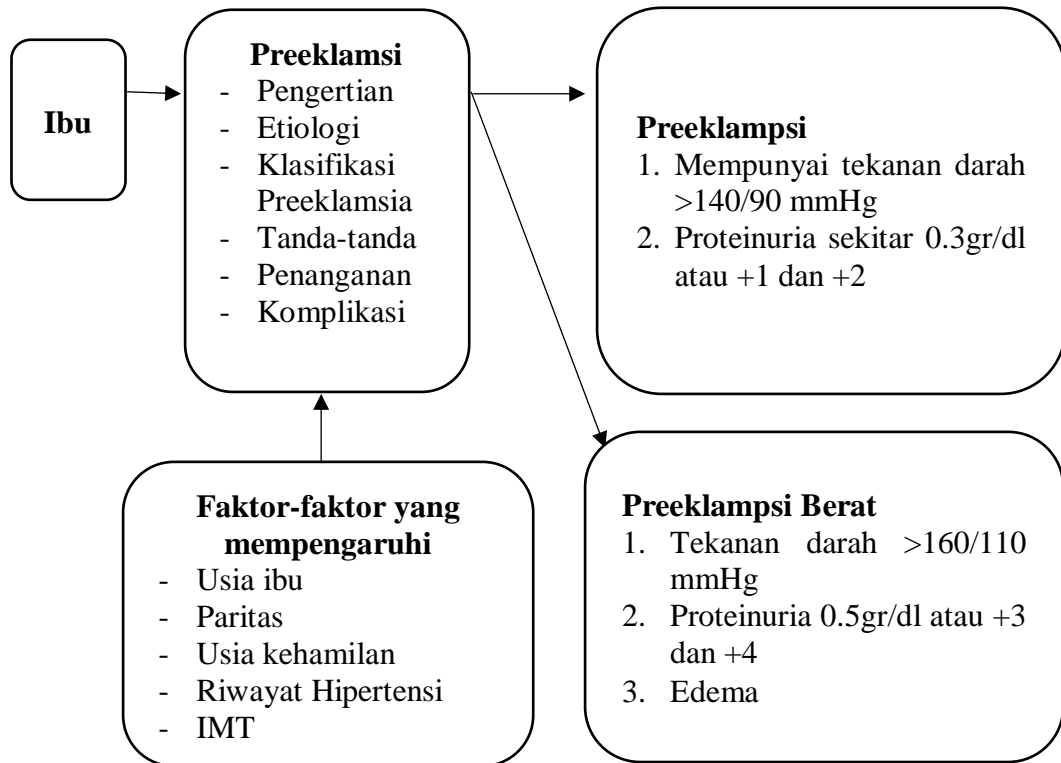 Ibu
Preeklamsi
- Pengertian
- Etiologi
- Klasifikasi
Preeklamsia
- Tanda-tanda
- Penanganan
- Komplikasi
Preeklampsi
1. Mempunyai tekanan darah
>140/90 mmHg
2. Proteinuria sekitar 0.3gr/dl
atau +1 dan +2
Faktor-faktor yang
mempengaruhi
- Usia ibu
- Paritas
- Usia kehamilan
- Riwayat Hipertensi
- IMT
Preeklampsi Berat
1. Tekanan darah >160/110
mmHg
2. Proteinuria 0.5gr/dl atau +3
dan +4
3. Edema